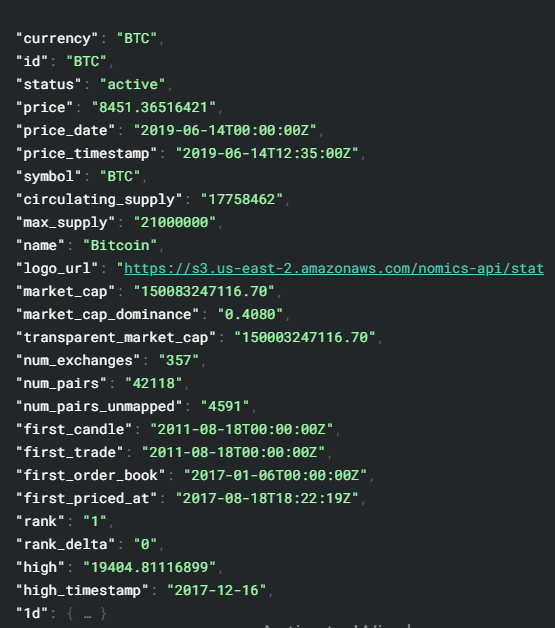 "currency": "BTC",
"id": "BTC",
"status": "active",
"price": "8451.36516421",
"price_date": "2019-06-14T00:00:00Z",
"price_timestamp": "2019-06-14T12:35:00Z",
"symbol": "BTC",
"circulating_supply": "17758462",
"max_supply": "21000000",
"name": "Bitcoin",
"logo_url": "https://s3.us-east-2.amazonaws.com/nomics-api/stat
"market_cap": "150083247116.70",
"market_cap_dominance": "0.4080",
"transparent_market_cap": "150003247116.70",
"num_exchanges": "357",
"num_pairs": "42118",
"num_pairs_unmapped": "4591",
"first_candle": "2011-08-18T00:00:00Z",
"first_trade": "2011-08-18T00:00:00Z",
"first_order_book": "2017-01-06T00:00:00Z",
"first_priced_at": "2017-08-18T18:22:19Z",
"rank": "1",
"rank_delta": "0",
"high": "19404.81116899",
"high_timestamp": "2017-12-16",
"1d": { … }